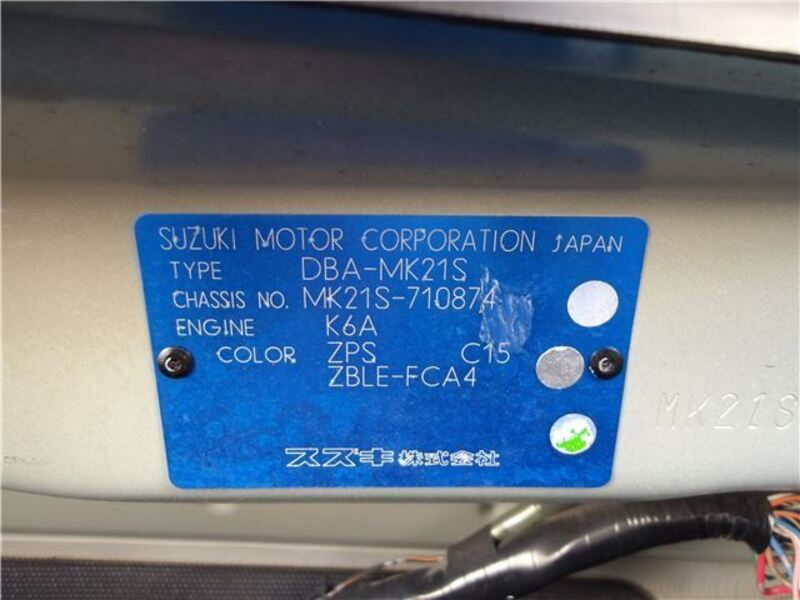 SUZUKI MOTOR CORPORATION JAPAN
TYPE DBA-MK21S
CHASSIS NO. MK21S-710874
ENGINE K6A
COLOR ZPS C15
ZBLE-FCA4
スズキ株式会社
MK21S